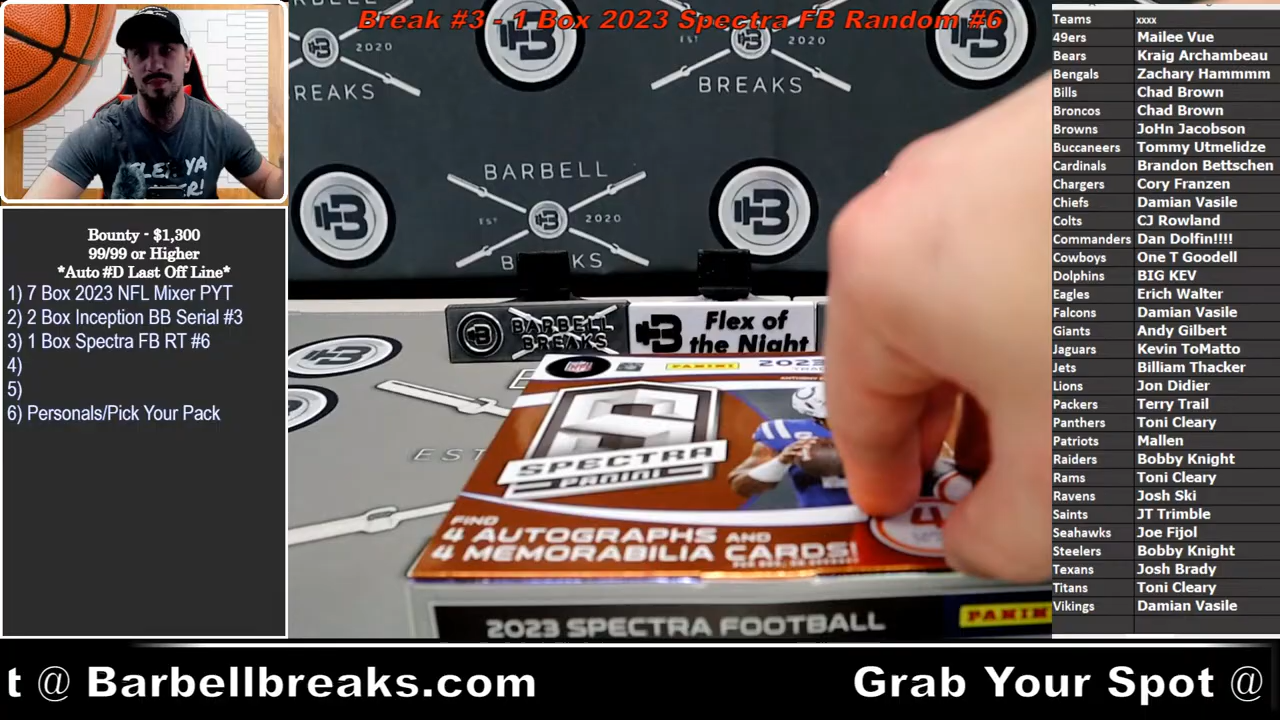 Break #3 - 1 Box 2023 Spectra FB Random #6
Bounty - $1,300
99/99 or Higher
*Auto #D Last Off Line*
1) 7 Box 2023 NFL Mixer PYT
2) 2 Box Inception BB Serial #3
3) 1 Box Spectra FB RT #6
4)
5)
6) Personals/Pick Your Pack
2020
BREAKS
EST
2020
BREAKS
BARBELL
EST
2020
BARBELL
BREAKS
Flex of
the Night
EST
NFL
PANINI
2023
SPECTRA
PANINI
FIND
4 AUTOGRAPHS AND
4 MEMORABILIA CARDS!
4
2023 SPECTRA FOOTBALL
PANINI
Teams xxxx
49ers Mailee Vue
Bears Kraig Archambeau
Bengals Zachary Hammmm
Bills Chad Brown
Broncos Chad Brown
Browns JoHn Jacobson
Buccaneers Tommy Utmelidze
Cardinals Brandon Bettschen
Chargers Cory Franzen
Chiefs Damian Vasile
Colts CJ Rowland
Commanders Dan Dolfin!!!!
Cowboys One T Goodell
Dolphins BIG KEV
Eagles Erich Walter
Falcons Damian Vasile
Giants Andy Gilbert
Jaguars Kevin ToMatto
Jets Billiam Thacker
Lions Jon Didier
Packers Terry Trail
Panthers Toni Cleary
Patriots Mallen
Raiders Bobby Knight
Rams Toni Cleary
Ravens Josh Ski
Saints JT Trimble
Seahawks Joe Fijol
Steelers Bobby Knight
Texans Josh Brady
Titans Toni Cleary
Vikings Damian Vasile
t @ Barbellbreaks.com
Grab Your Spot @